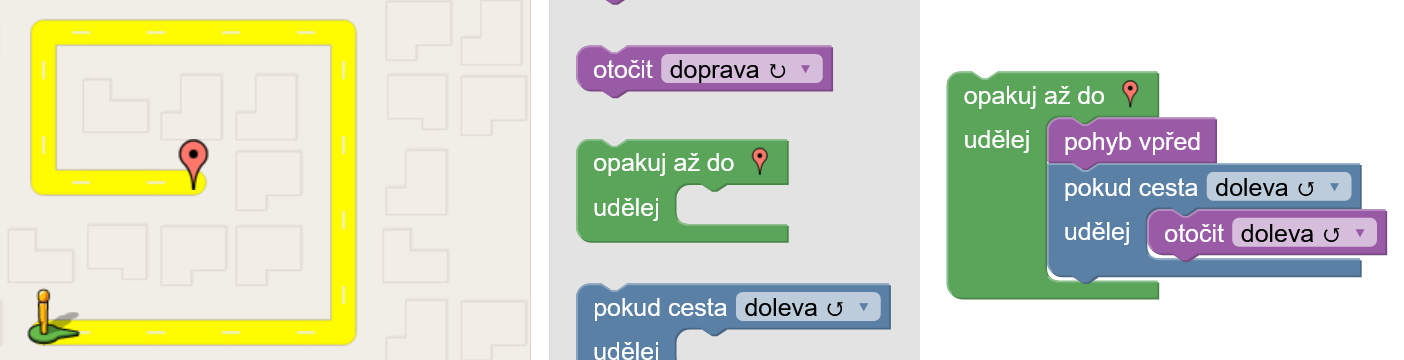 otočit doprava ↻ ▼
opakuj až do
udělej
pokud cesta doleva ↺ ▼
udělej
opakuj až do
udělej
pohyb vpřed
pokud cesta doleva ↺ ▼
udělej
otočit doleva ↺ ▼